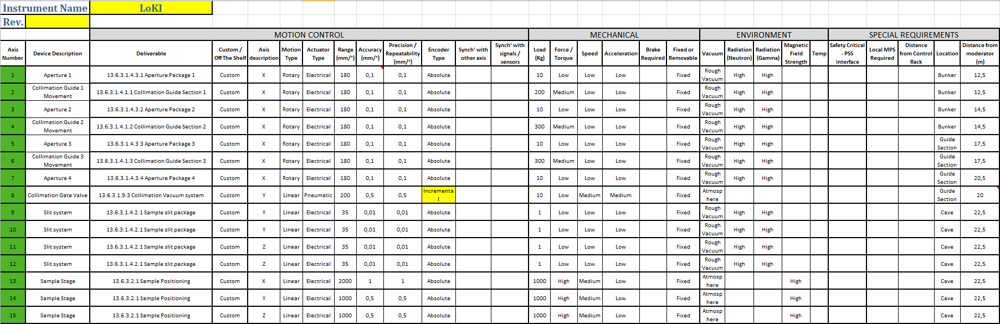 Instrument Name LoKI
Rev.
MOTION CONTROL MECHANICAL ENVIRONMENT SPECIAL REQUIREMENTS
Axis Number Device Description Deliverable Custom / Off The Shelf Axis description Motion Type Actuator Type Range (mm/°) Accuracy (mm/°) Precision / Repeatability (mm/°) Encoder Type Synch' with other axis Synch' with signals / sensors Load (Kg) Force / Torque Speed Acceleration Brake Required Fixed or Removable Vacuum Radiation (Neutron) Radiation (Gamma) Magnetic Field Strength Temp Safety Critical - PSS interface Local MPS Required Distance from Control Rack Location Distance from moderator (m)
1 Aperture 1 13.6.3.1.4.3.1 Aperture Package 1 Custom X Rotary Electrical 180 0,1 0,1 Absolute 10 Low Low Low Fixed Rough Vacuum High High Bunker 12,5
2 Collimation Guide 1 Movement 13.6.3.1.4.1.1 Collimation Guide Section 1 Custom X Rotary Electrical 180 0,1 0,1 Absolute 200 Medium Low Low Fixed Rough Vacuum High High Bunker 12,5
3 Aperture 2 13.6.3.1.4.3.2 Aperture Package 2 Custom X Rotary Electrical 180 0,1 0,1 Absolute 10 Low Low Low Fixed Rough Vacuum High High Bunker 14,5
4 Collimation Guide 2 Movement 13.6.3.1.4.1.2 Collimation Guide Section 2 Custom X Rotary Electrical 180 0,1 0,1 Absolute 300 Medium Low Low Fixed Rough Vacuum High High Bunker 14,5
5 Aperture 3 13.6.3.1.4.3.3 Aperture Package 3 Custom X Rotary Electrical 180 0,1 0,1 Absolute 10 Low Low Low Fixed Rough Vacuum High High Guide Section 17,5
6 Collimation Guide 3 Movement 13.6.3.1.4.1.3 Collimation Guide Section 3 Custom X Rotary Electrical 180 0,1 0,1 Absolute 300 Medium Low Low Fixed Rough Vacuum High High Guide Section 17,5
7 Aperture 4 13.6.3.1.4.3.4 Aperture Package 4 Custom X Rotary Electrical 180 0,1 0,1 Absolute 10 Low Low Low Fixed Rough Vacuum High High Guide Section 20,5
8 Collimation Gate Valve 13.6.3.1.9.3 Collimation Vacuum system Custom Y Linear Pneumatic 200 0,5 0,5 Incremental 10 Low Medium Medium Fixed Atmosphere Guide Section 20
9 Slit system 13.6.3.1.4.2.1 Sample slit package Custom Y Linear Electrical 35 0,01 0,01 Absolute 1 Low Low Low Fixed Rough Vacuum High High Cave 22,5
10 Slit system 13.6.3.1.4.2.1 Sample slit package Custom Y Linear Electrical 35 0,01 0,01 Absolute 1 Low Low Low Fixed Rough Vacuum High High Cave 22,5
11 Slit system 13.6.3.1.4.2.1 Sample slit package Custom Z Linear Electrical 35 0,01 0,01 Absolute 1 Low Low Low Fixed Rough Vacuum High High Cave 22,5
12 Slit system 13.6.3.1.4.2.1 Sample slit package Custom Z Linear Electrical 35 0,01 0,01 Absolute 1 Low Low Low Fixed Rough Vacuum High High Cave 22,5
13 Sample Stage 13.6.3.2.1 Sample Positioning Custom X Linear Electrical 2000 1 1 Absolute 1000 High Medium Low Fixed Atmosphere High Cave 22,5
14 Sample Stage 13.6.3.2.1 Sample Positioning Custom Y Linear Electrical 1000 0,5 0,5 Absolute 1000 High Medium Low Fixed Atmosphere High Cave 22,5
15 Sample Stage 13.6.3.2.1 Sample Positioning Custom Z Linear Electrical 1000 0,5 0,5 Absolute 1000 High Medium Low Fixed Atmosphere High Cave 22,5